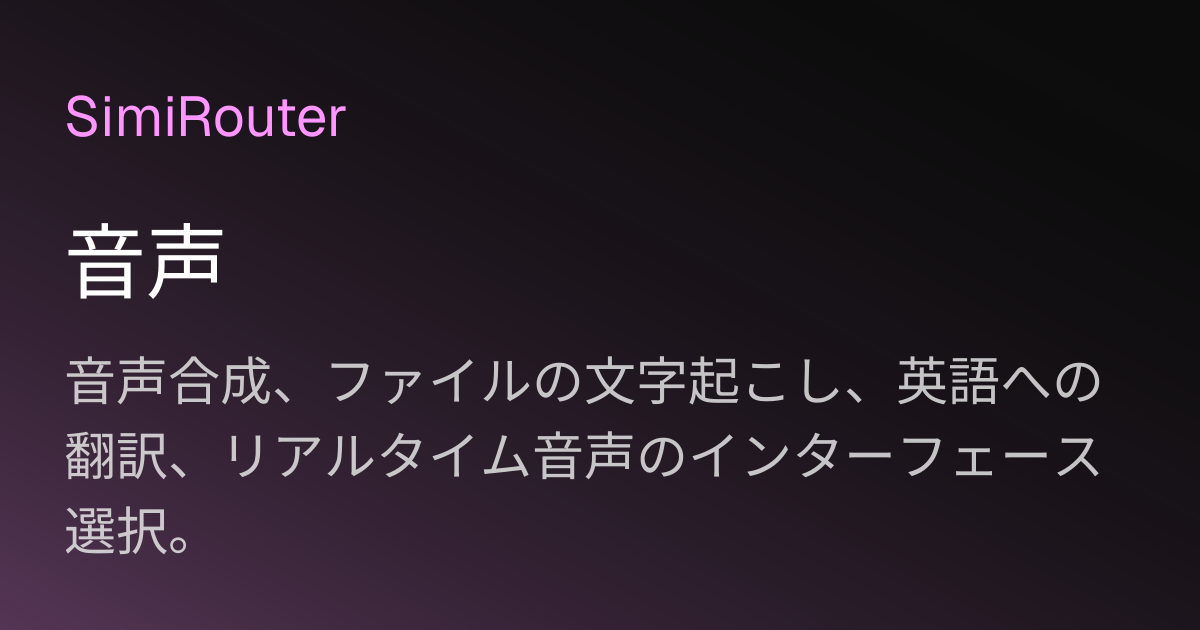 SimiRouter
音声
音声合成、ファイルの文字起こし、英語への
翻訳、リアルタイム音声のインターフェース
選択。